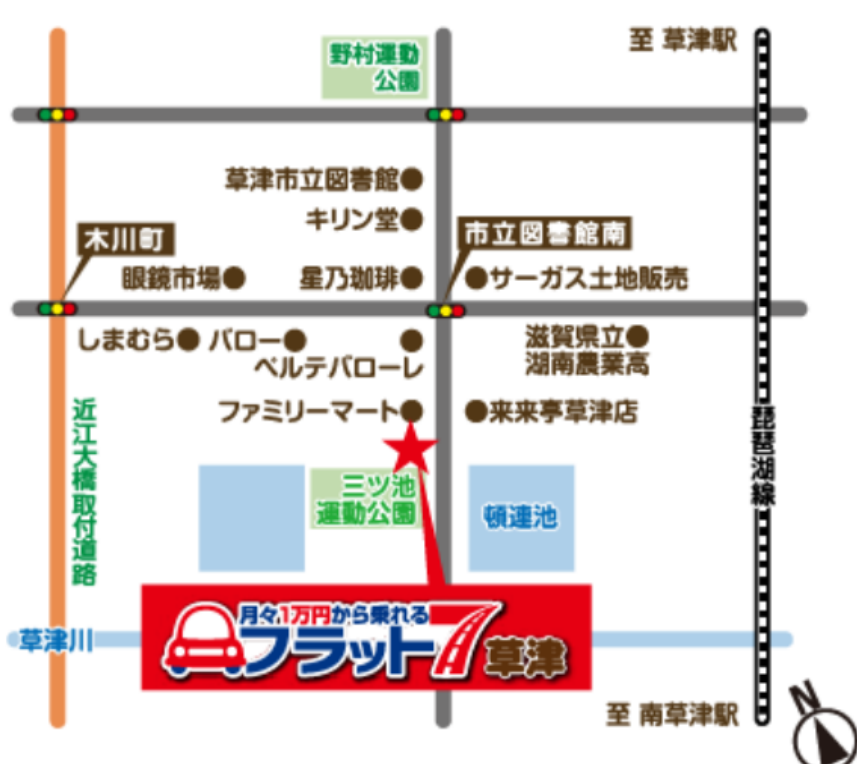 至 草津駅
野村運動
公園
草津市立図書館
キリン堂
木川町
市立図書館南
眼鏡市場
星乃珈琲
サーガス土地販売
しまむら
バロー
ベルテバローレ
滋賀県立
湖南農業高
ファミリーマート
来来亭草津店
近江大橋取付道路
琵琶湖線
三ツ池
運動公園
頓連池
月々1万円から乗れる
フラット7
草津
草津川
至 南草津駅
N